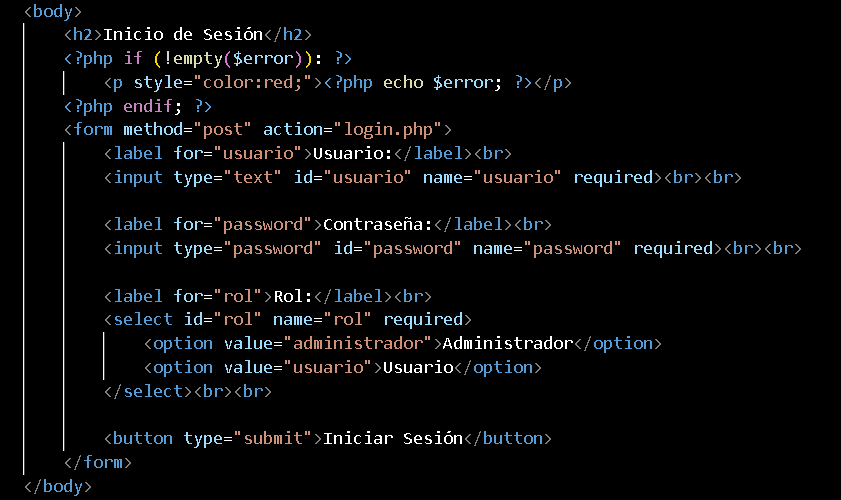 <body>
<h2>Inicio de Sesión</h2>
<?php if (!empty($error)): ?>
<p style="color:red;"><?php echo $error; ?></p>
<?php endif; ?>
<form method="post" action="login.php">
<label for="usuario">Usuario:</label><br>
<input type="text" id="usuario" name="usuario" required><br><br>
<label for="password">Contraseña:</label><br>
<input type="password" id="password" name="password" required><br><br>
<label for="rol">Rol:</label><br>
<select id="rol" name="rol" required>
<option value="administrador">Administrador</option>
<option value="usuario">Usuario</option>
</select><br><br>
<button type="submit">Iniciar Sesión</button>
</form>
</body>